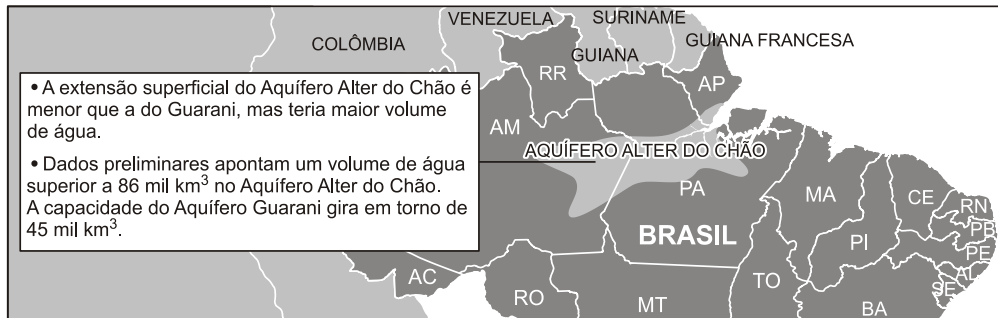 VENEZUELA
SURINAME
COLÔMBIA
GUIANA
GUIANA FRANCESA
RR
AP
• A extensão superficial do Aquífero Alter do Chão é
menor que a do Guarani, mas teria maior volume
de água.
• Dados preliminares apontam um volume de água
superior a 86 mil km³ no Aquífero Alter do Chão.
A capacidade do Aquífero Guarani gira em torno de
45 mil km³.
AM
AQUÍFERO ALTER DO CHÃO
PA
MA
CE
RN
PB
PE
AL
SE
PI
BRASIL
AC
RO
MT
TO
BA